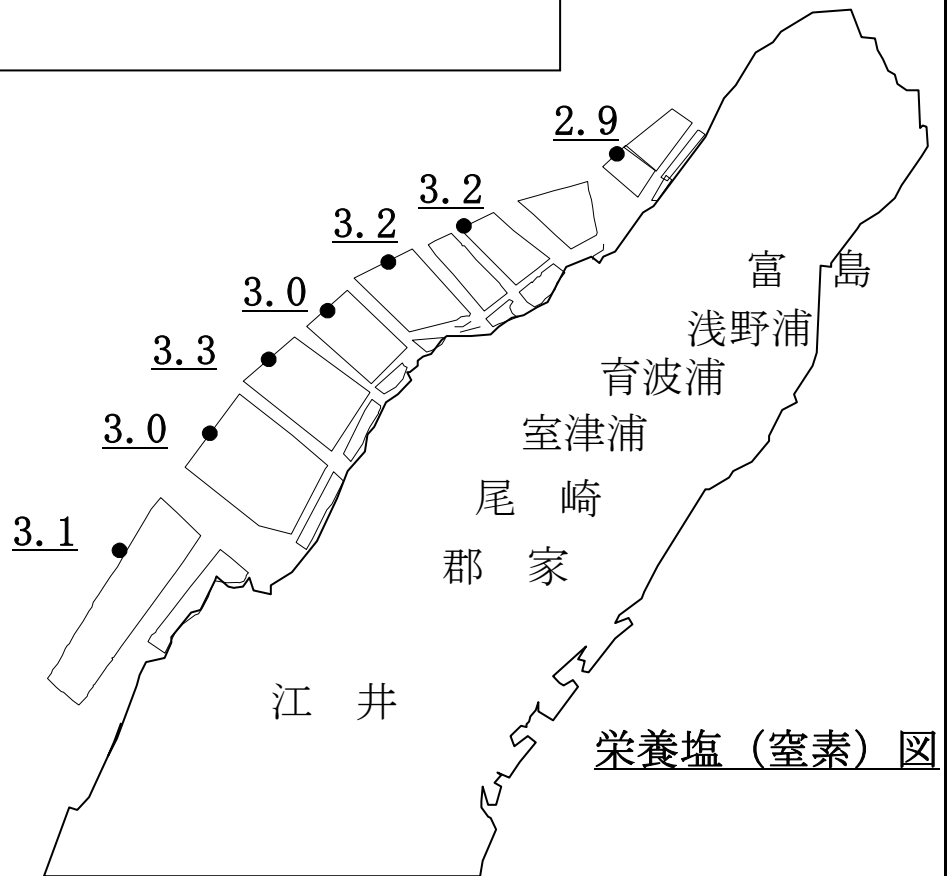 2.9
3.2
3.2
3.0
3.3
3.0
3.1
富　島
浅野浦
育波浦
室津浦
尾　崎
郡　家
江　井
栄養塩（窒素）図